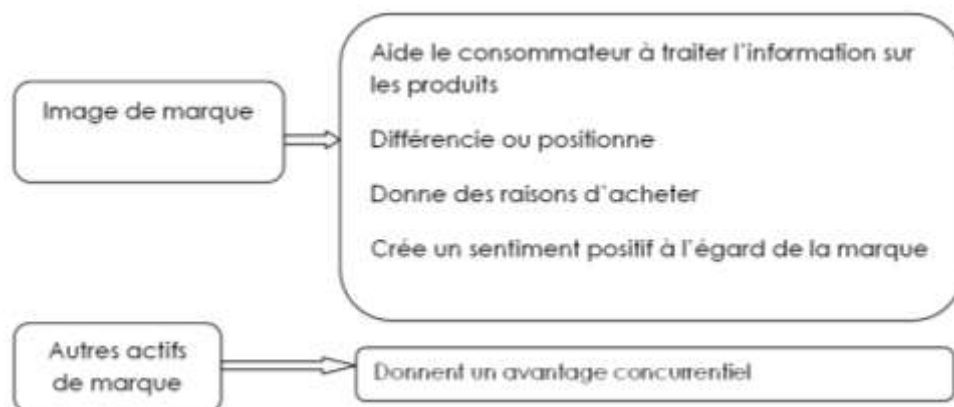 Image de marque
Aide le consommateur à traiter l'information sur
les produits
Différencie ou positionne
Donne des raisons d'acheter
Crée un sentiment positif à l'égard de la marque
Autres actifs
de marque
Donnent un avantage concurrentiel